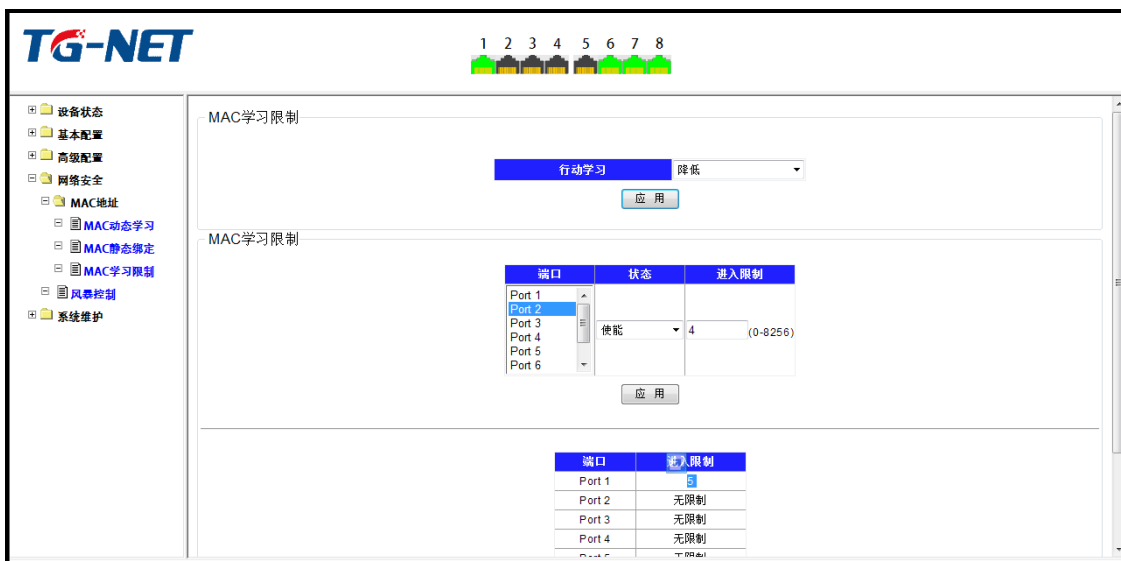 TG-NET
1 2 3 4 5 6 7 8
设备状态
基本配置
高级配置
网络安全
MAC地址
MAC动态学习
MAC静态绑定
MAC学习限制
风暴控制
系统维护
MAC学习限制
行动学习 降低
应 用
MAC学习限制
端口 状态 进入限制
Port 1
Port 2
Port 3
Port 4
Port 5
Port 6
使能 4 (0-8256)
应 用
端口 进入限制
Port 1 5
Port 2 无限制
Port 3 无限制
Port 4 无限制